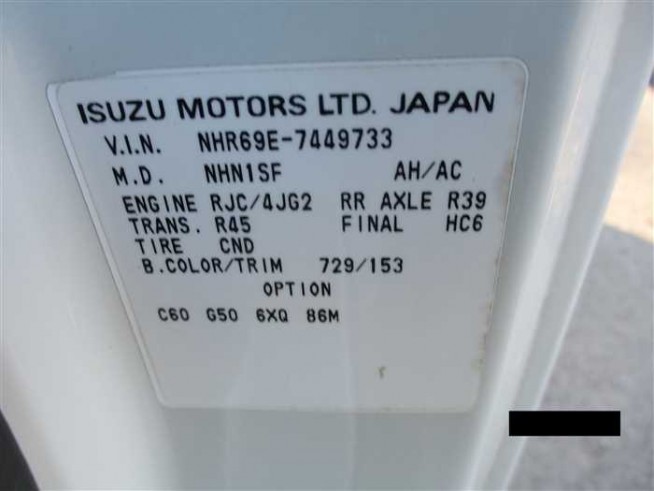 ISUZU MOTORS LTD. JAPAN
V.I.N. NHR69E-7449733
M.D. NHN1SF AH/AC
ENGINE RJC/4JG2 RR AXLE R39
TRANS. R45 FINAL HC6
TIRE CND
B.COLOR/TRIM 729/153
OPTION
C60 G50 6XQ 86M